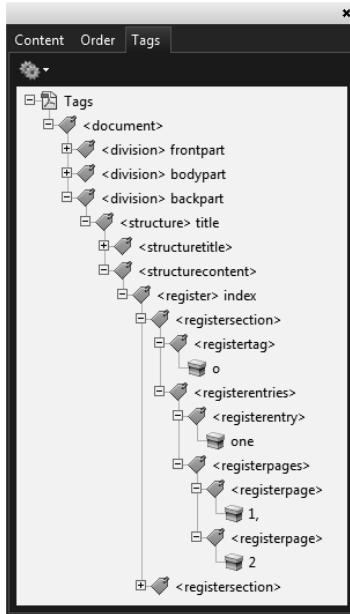 Content Order Tags
Tags
<document>
<division> frontpart
<division> bodypart
<division> backpart
<structure> title
<structuretitle>
<structurecontent>
<register> index
<registersection>
<registertag>
o
<registerentries>
<registerentry>
one
<registerpages>
<registerpage>
1,
<registerpage>
2
<registersection>